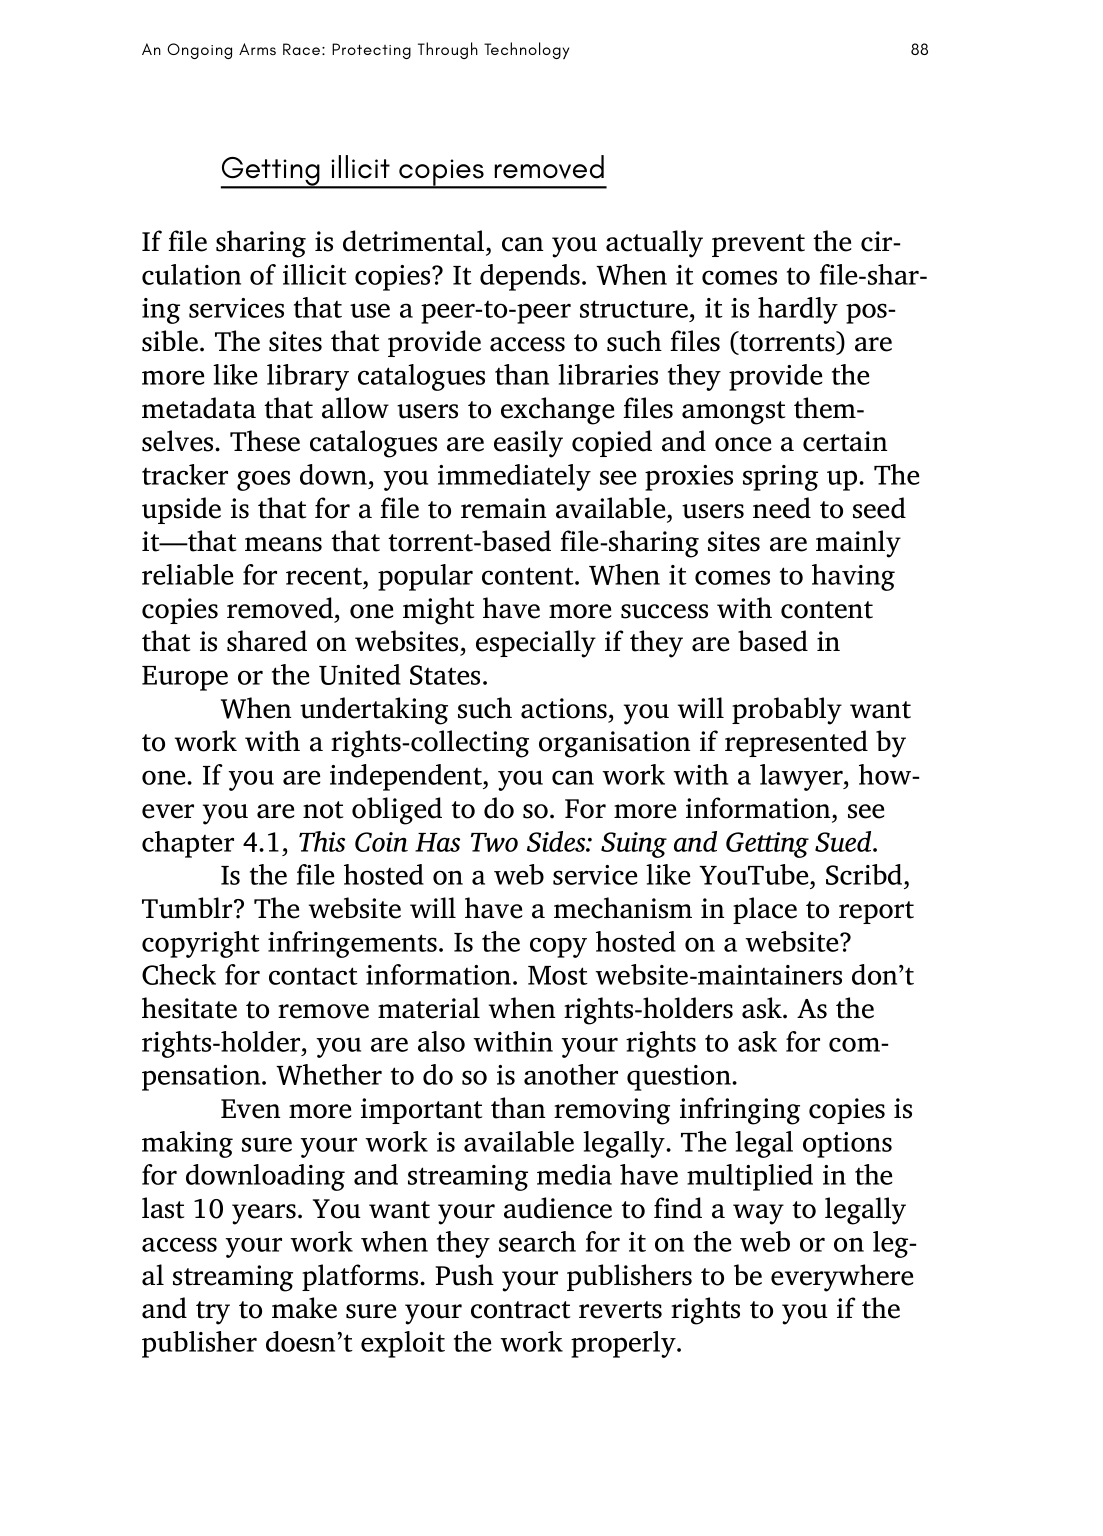 An Ongoing Arms Race: Protecting Through Technology 88
Getting illicit copies removed
If file sharing is detrimental, can you actually prevent the cir-
culation of illicit copies? It depends. When it comes to file-shar-
ing services that use a peer-to-peer structure, it is hardly pos-
sible. The sites that provide access to such files (torrents) are
more like library catalogues than libraries they provide the
metadata that allow users to exchange files amongst them-
selves. These catalogues are easily copied and once a certain
tracker goes down, you immediately see proxies spring up. The
upside is that for a file to remain available, users need to seed
it—that means that torrent-based file-sharing sites are mainly
reliable for recent, popular content. When it comes to having
copies removed, one might have more success with content
that is shared on websites, especially if they are based in
Europe or the United States.
When undertaking such actions, you will probably want
to work with a rights-collecting organisation if represented by
one. If you are independent, you can work with a lawyer, how-
ever you are not obliged to do so. For more information, see
chapter 4.1, This Coin Has Two Sides: Suing and Getting Sued.
Is the file hosted on a web service like YouTube, Scribd,
Tumblr? The website will have a mechanism in place to report
copyright infringements. Is the copy hosted on a website?
Check for contact information. Most website-maintainers don’t
hesitate to remove material when rights-holders ask. As the
rights-holder, you are also within your rights to ask for com-
pensation. Whether to do so is another question.
Even more important than removing infringing copies is
making sure your work is available legally. The legal options
for downloading and streaming media have multiplied in the
last 10 years. You want your audience to find a way to legally
access your work when they search for it on the web or on leg-
al streaming platforms. Push your publishers to be everywhere
and try to make sure your contract reverts rights to you if the
publisher doesn’t exploit the work properly.